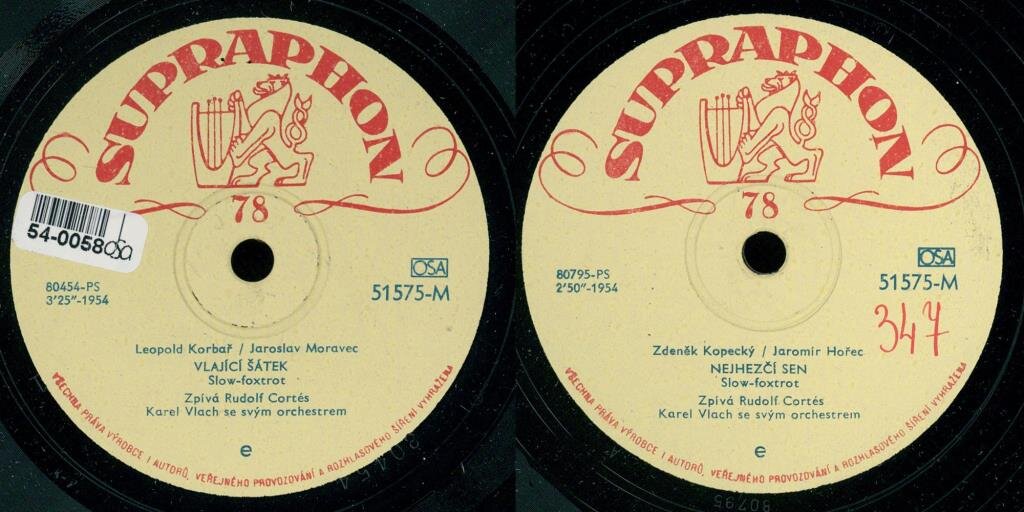 SUPRAPHON
78
54-0058
osa
80454-PS
3'25"-1954
OSA
51575-M
Leopold Korbař / Jaroslav Moravec
VLAJÍCÍ ŠÁTEK
Slow-foxtrot
Zpívá Rudolf Cortés
Karel Vlach se svým orchestrem
e
VŠECHNA PRÁVA VÝROBCE I AUTORŮ, VEŘEJNÉHO PROVOZOVÁNÍ A ROZHLASOVÉHO ŠÍŘENÍ VYHRAŽENA
SUPRAPHON
78
80795-PS
2'50"-1954
OSA
51575-M
347
Zdeněk Kopecký / Jaromír Hořec
NEJHEZČÍ SEN
Slow-foxtrot
Zpívá Rudolf Cortés
Karel Vlach se svým orchestrem
e
VŠECHNA PRÁVA VÝROBCE I AUTORŮ, VEŘEJNÉHO PROVOZOVÁNÍ A ROZHLASOVÉHO ŠÍŘENÍ VYHRAŽENA
80795